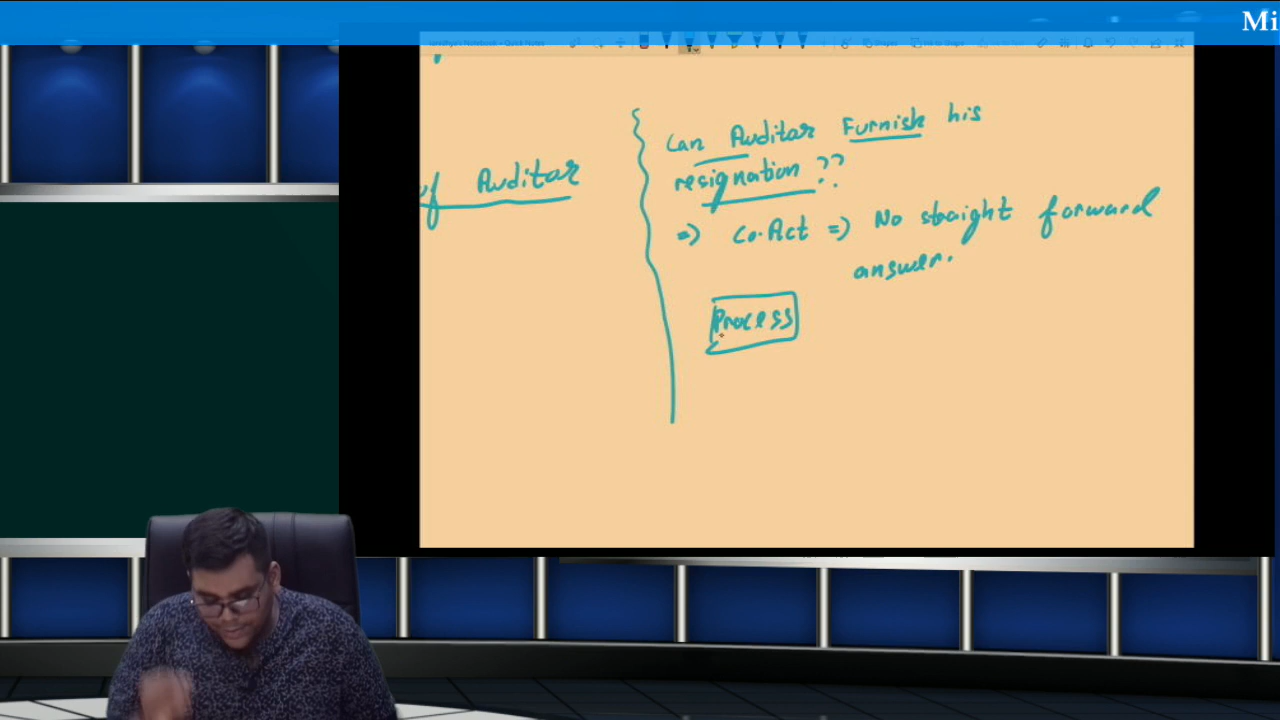 Mi
of Auditor
Can Auditor Furnish his
resignation ??
=> Co. Act => No straight forward
answer.
Process